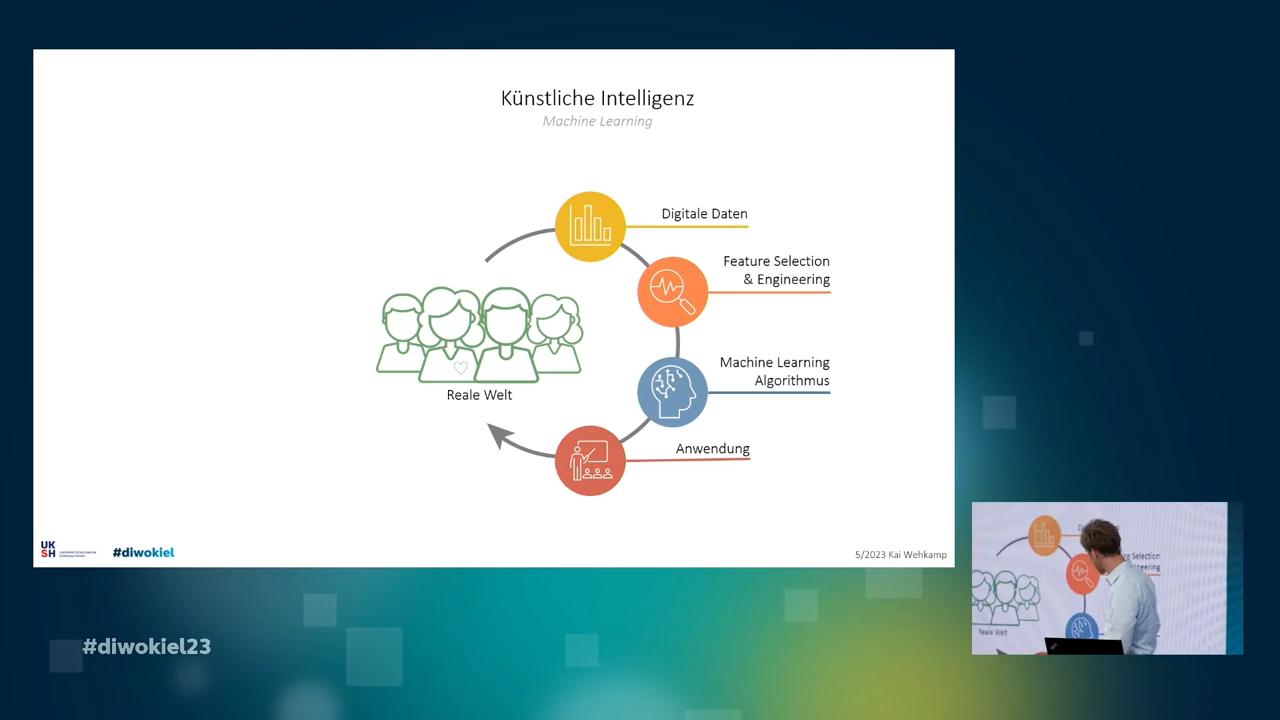 Künstliche Intelligenz
Machine Learning
Digitale Daten
Feature Selection
& Engineering
Machine Learning
Algorithmus
Anwendung
Reale Welt
UK
SH
#diwokiel
5/2023 Kai Wehkamp
#diwokiel23
Reale Welt